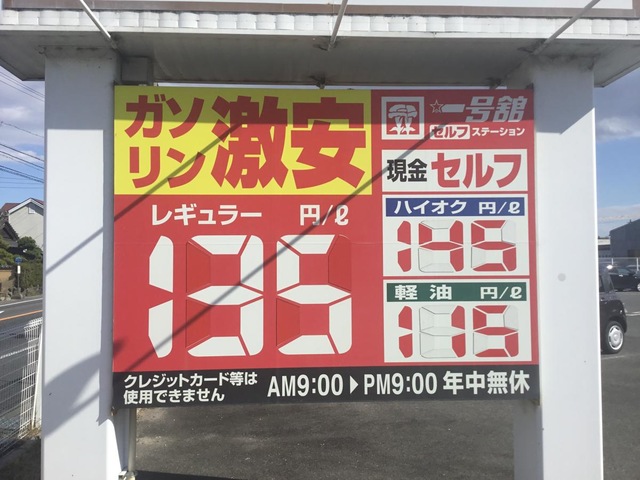 ガソリン激安
一号舘
セルフ ステーション
現金 セルフ
レギュラー 円/ℓ
135
ハイオク 円/ℓ
145
軽油 円/ℓ
115
クレジットカード等は
使用できません
AM9:00▶PM9:00 年中無休